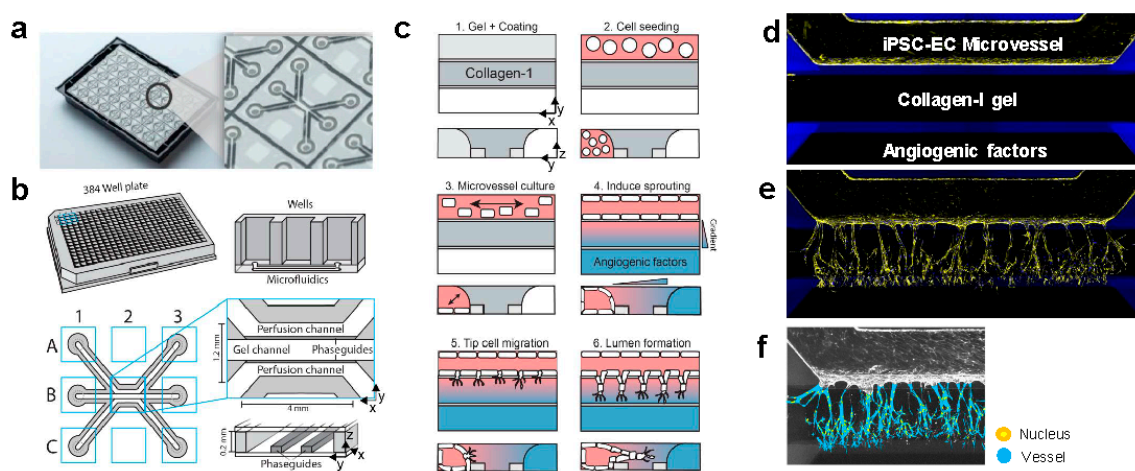 a
b
384 Well plate
Wells
Microfluidics
1 2 3
A
B
C
Perfusion channel
Gel channel
Phaseguides
Perfusion channel
1.2 mm
4 mm
y
x
0.2 mm
z
x
y
Phaseguides
c
1. Gel + Coating
Collagen-1
y
x
z
y
2. Cell seeding
3. Microvessel culture
4. Induce sprouting
Gradient
Angiogenic factors
5. Tip cell migration
6. Lumen formation
d
iPSC-EC Microvessel
Collagen-I gel
Angiogenic factors
e
f
Nucleus
Vessel